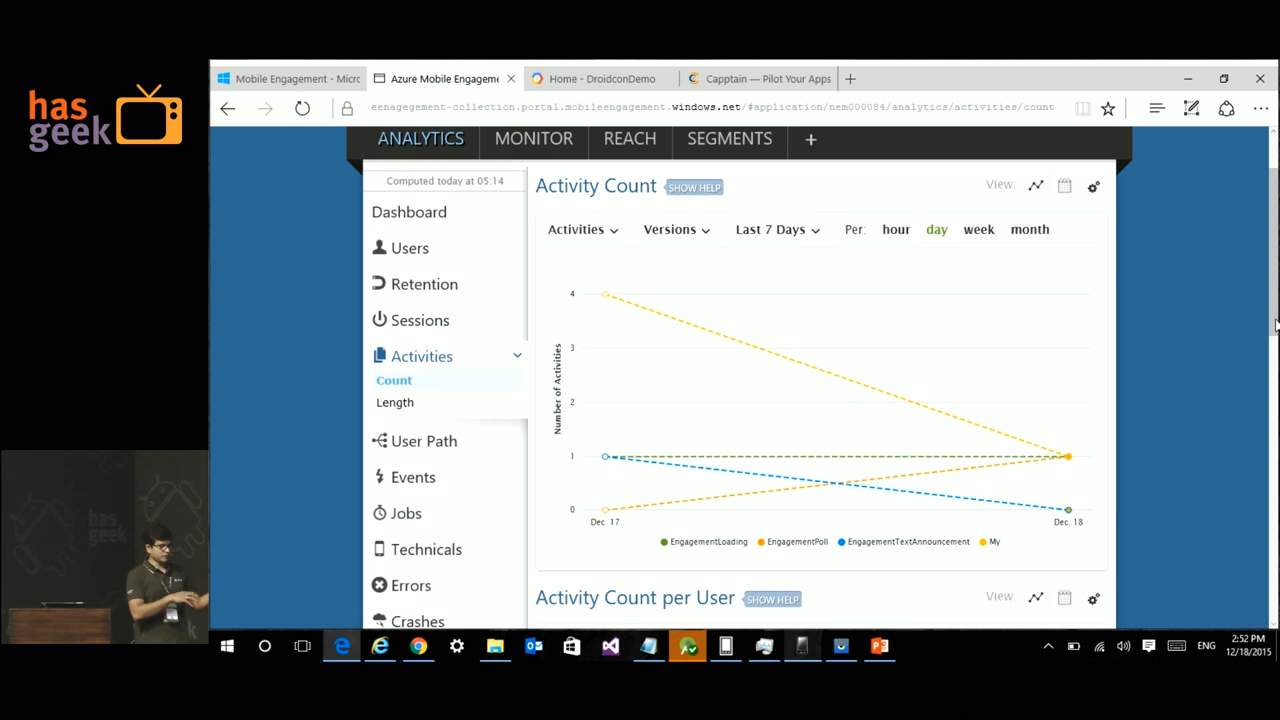 has
geek
Mobile Engagement - Micro
Azure Mobile Engageme
Home - DroidconDemo
Capptain — Pilot Your Apps
.eenagegement-collection.portal.mobileengagement.windows.net/#application/nem000084/analytics/activities/count
ANALYTICS
MONITOR
REACH
SEGMENTS
+
Computed today at 05:14
Dashboard
Users
Retention
Sessions
Activities
Count
Length
User Path
Events
Jobs
Technicals
Errors
Crashes
Activity Count SHOW HELP
View:
Activities
Versions
Last 7 Days
Per: hour day week month
Number of Activities
4
3
2
1
0
Dec. 17
Dec. 18
EngagementLoading
EngagementPoll
EngagementTextAnnouncement
My
Activity Count per User SHOW HELP
View:
has
geek
ENG
2:52 PM
12/18/2015